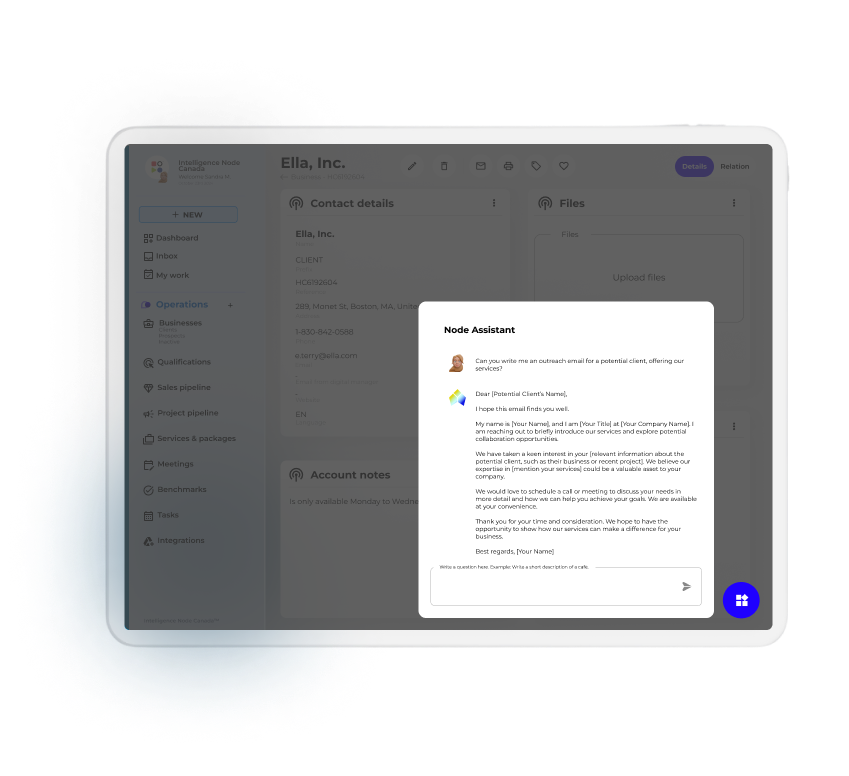 Intelligence Node
Canada
Ella, Inc.
Details
Relation
+ NEW
Dashboard
Inbox
My work
Operations +
Businesses
Clients
Prospects
Inactive
Qualifications
Sales pipeline
Project pipeline
Services & packages
Meetings
Benchmarks
Tasks
Integrations
Intelligence Node Canada™
Contact details
Ella, Inc.
CLIENT
289, Monet St, Boston, MA, Unite
1-830-842-0588
e.terry@ella.com
-
EN
Account notes
Is only available Monday to Wedne
Files
Files
Upload files
Node Assistant
Can you write me an outreach email for a potential client, offering our
services?
Dear [Potential Client's Name],
I hope this email finds you well.
My name is [Your Name], and I am [Your Title] at [Your Company Name]. I
am reaching out to briefly introduce our services and explore potential
collaboration opportunities.
We have taken a keen interest in your [relevant information about the
potential client, such as their business or recent project]. We believe our
expertise in [mention your services] could be a valuable asset to your
company.
We would love to schedule a call or meeting to discuss your needs in
more detail and how we can help you achieve your goals. We are available
at your convenience.
Thank you for your time and consideration. We hope to have the
opportunity to show how our services can make a difference for your
business.
Best regards, [Your Name]
Write a question here. Example: Write a short description of a cafe.